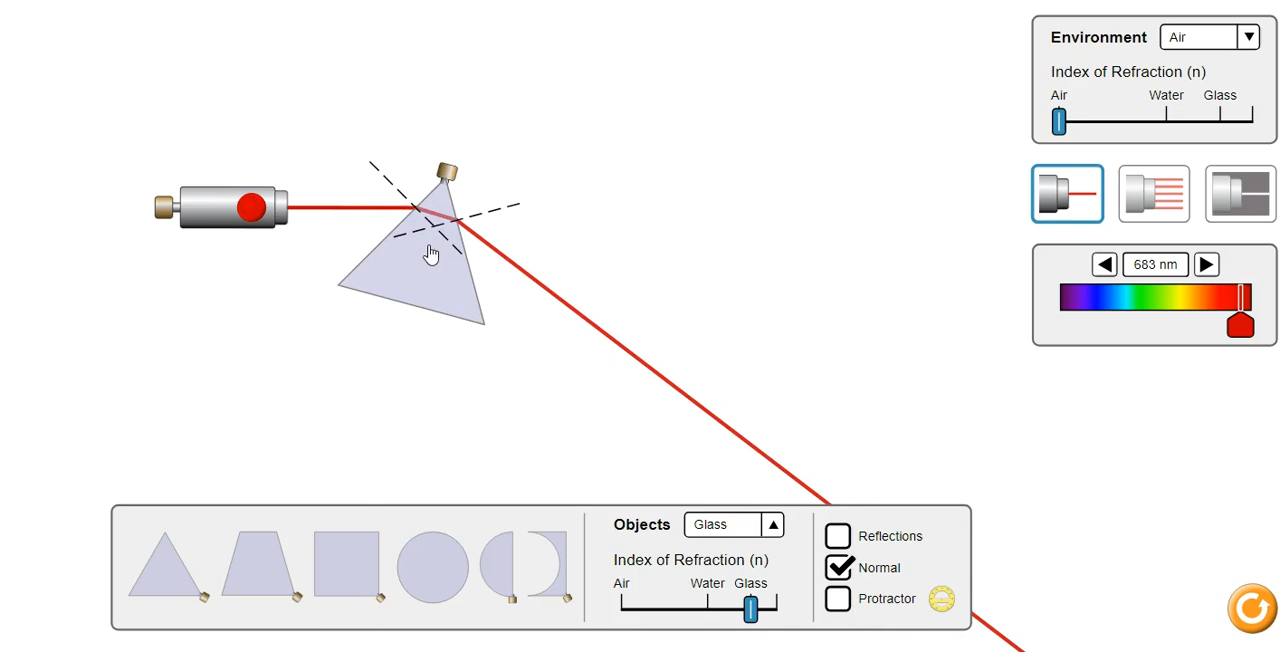 Environment Air
Index of Refraction (n)
Air Water Glass
683 nm
Objects Glass
Index of Refraction (n)
Air Water Glass
Reflections
Normal
Protractor